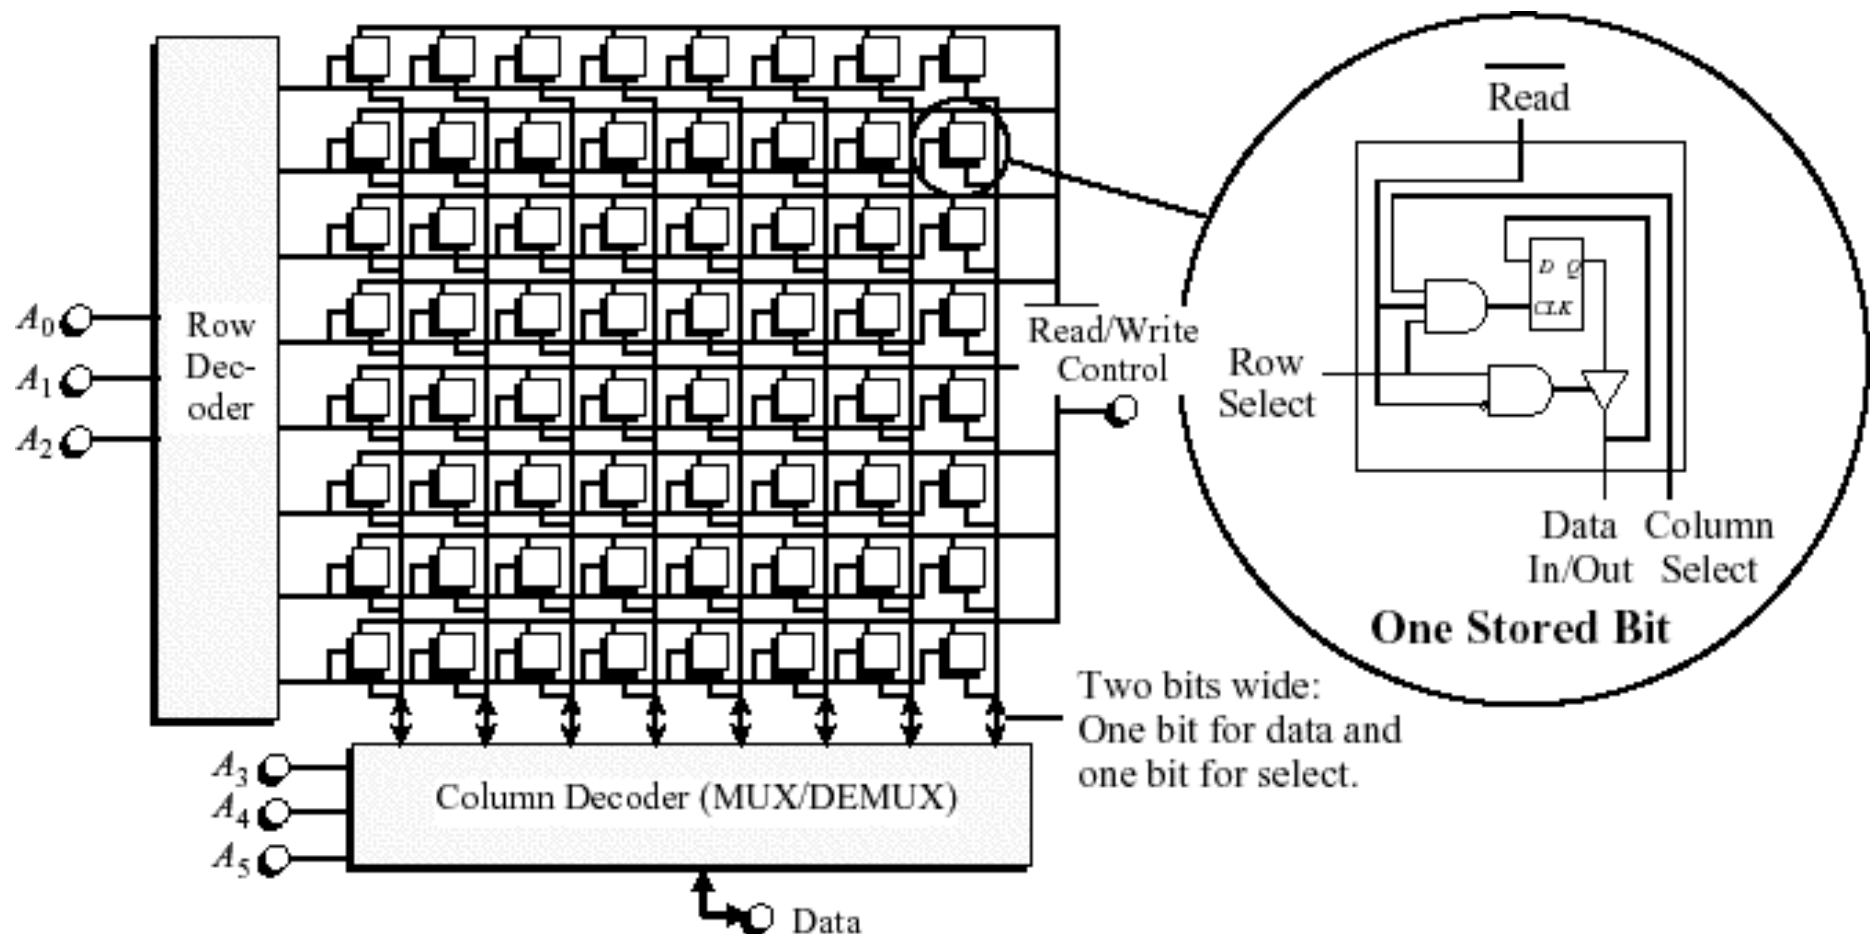 A0
A1
A2
Row
Dec-
oder
Read/Write
Control
A3
A4
A5
Column Decoder (MUX/DEMUX)
Data
Two bits wide:
One bit for data and
one bit for select.
Read
D Q
CLK
Row
Select
Data
In/Out
Column
Select
One Stored Bit